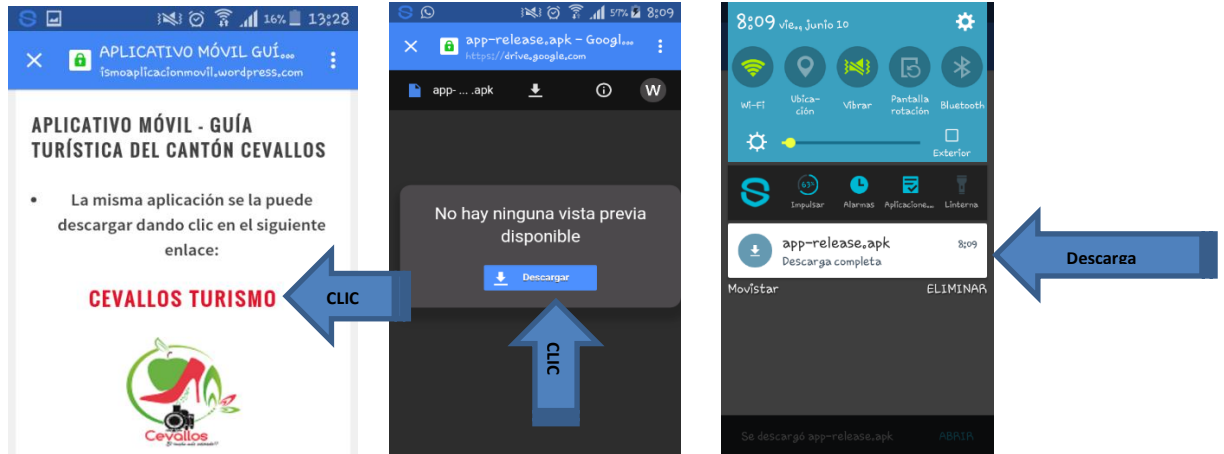 16% 13:28
APLICATIVO MÓVIL GUÍ...
ismoaplicacionmovil.wordpress.com
APLICATIVO MÓVIL - GUÍA
TURÍSTICA DEL CANTÓN CEVALLOS
• La misma aplicación se la puede
descargar dando clic en el siguiente
enlace:
CEVALLOS TURISMO
CLIC
Cevallos
57% 8:09
app-release.apk – Googl...
https://drive.google.com
app- ... .apk
W
No hay ninguna vista previa
disponible
Descargar
CLIC
8:09 vie., junio 10
Wi-Fi
Ubica-
ción
Vibrar
Pantalla
rotación
Bluetooth
Exterior
63%
Impulsar
Alarmas
Aplicacione...
Linterna
app-release.apk 8:09
Descarga completa
Descarga
Movistar ELIMINAR
Se descargó app-release.apk ABRIR